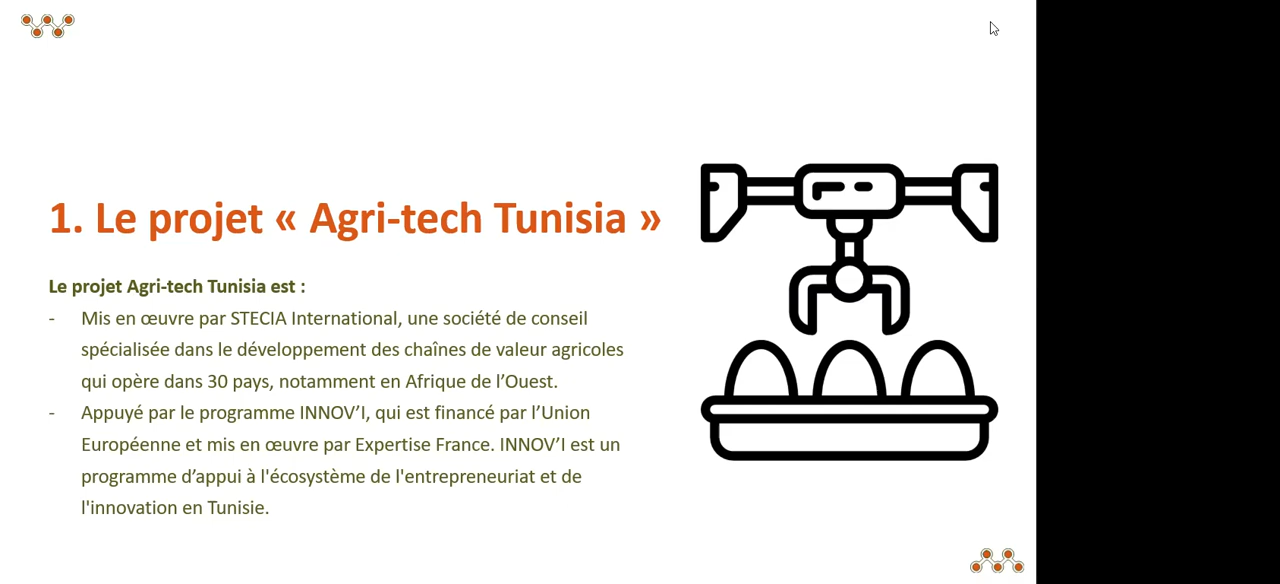 1. Le projet « Agri-tech Tunisia »
Le projet Agri-tech Tunisia est :
- Mis en œuvre par STECIA International, une société de conseil
spécialisée dans le développement des chaînes de valeur agricoles
qui opère dans 30 pays, notamment en Afrique de l’Ouest.
- Appuyé par le programme INNOV’I, qui est financé par l’Union
Européenne et mis en œuvre par Expertise France. INNOV’I est un
programme d’appui à l'écosystème de l'entrepreneuriat et de
l'innovation en Tunisie.